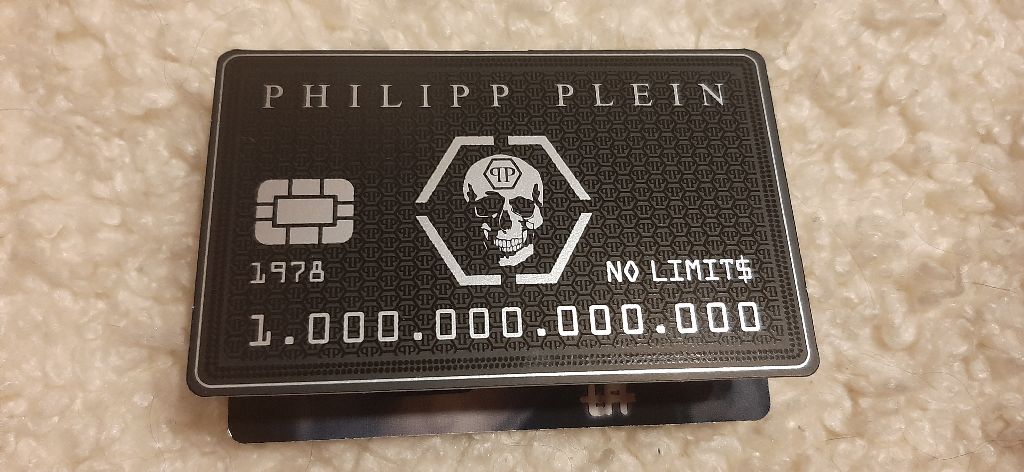 PHILIPP PLEIN
PP
1978
NO LIMIT$
1.000.000.000.000